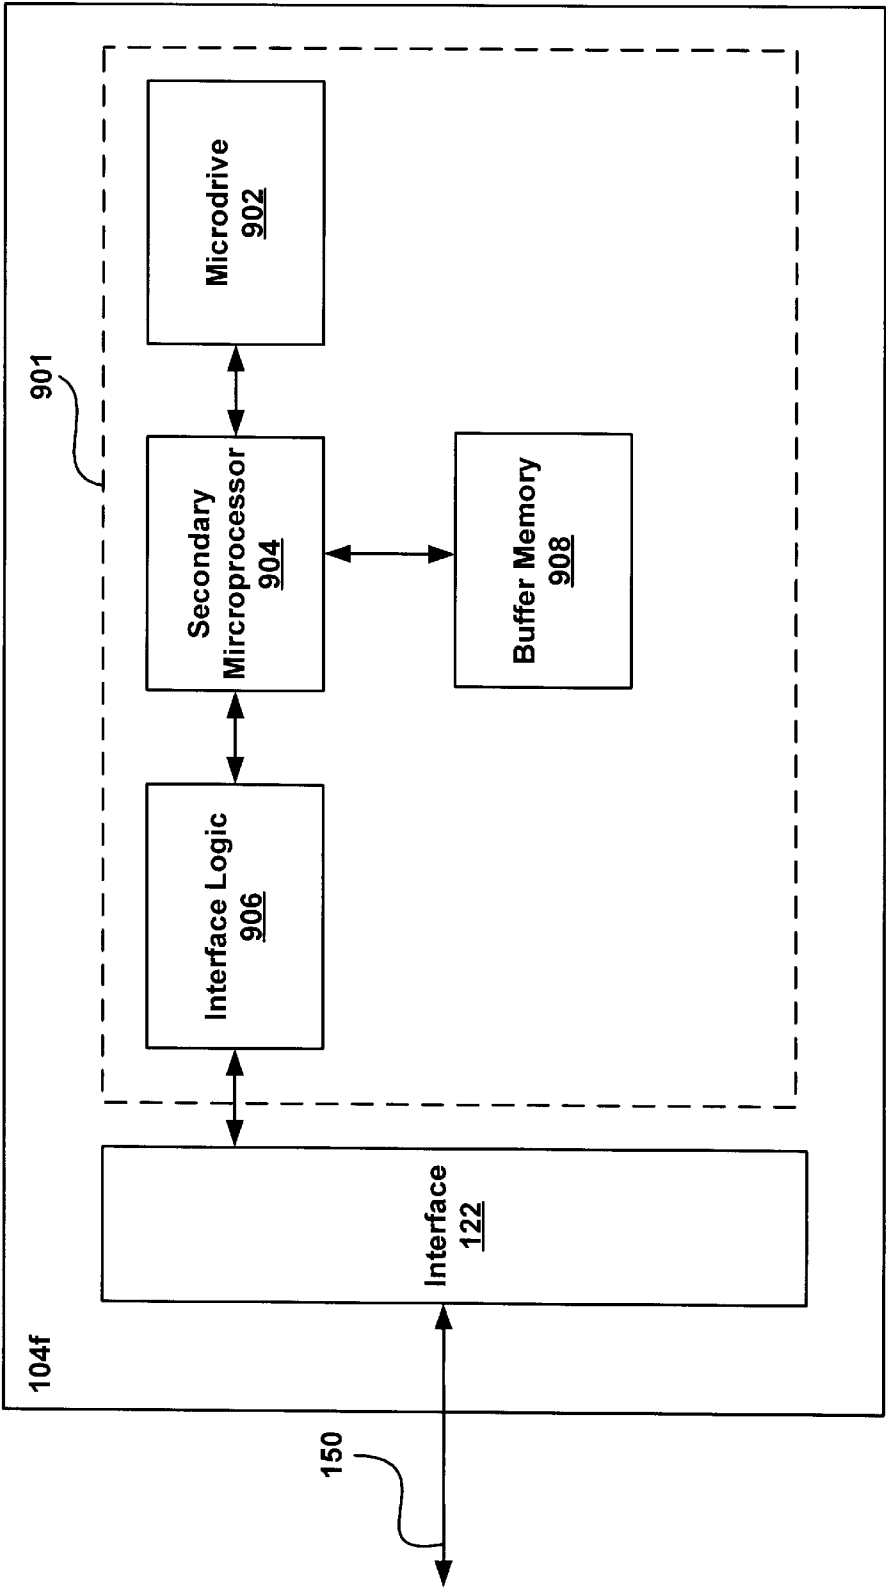 104f
901
150
Interface
122
Interface Logic
906
Secondary
Mircroprocessor
904
Microdrive
902
Buffer Memory
908